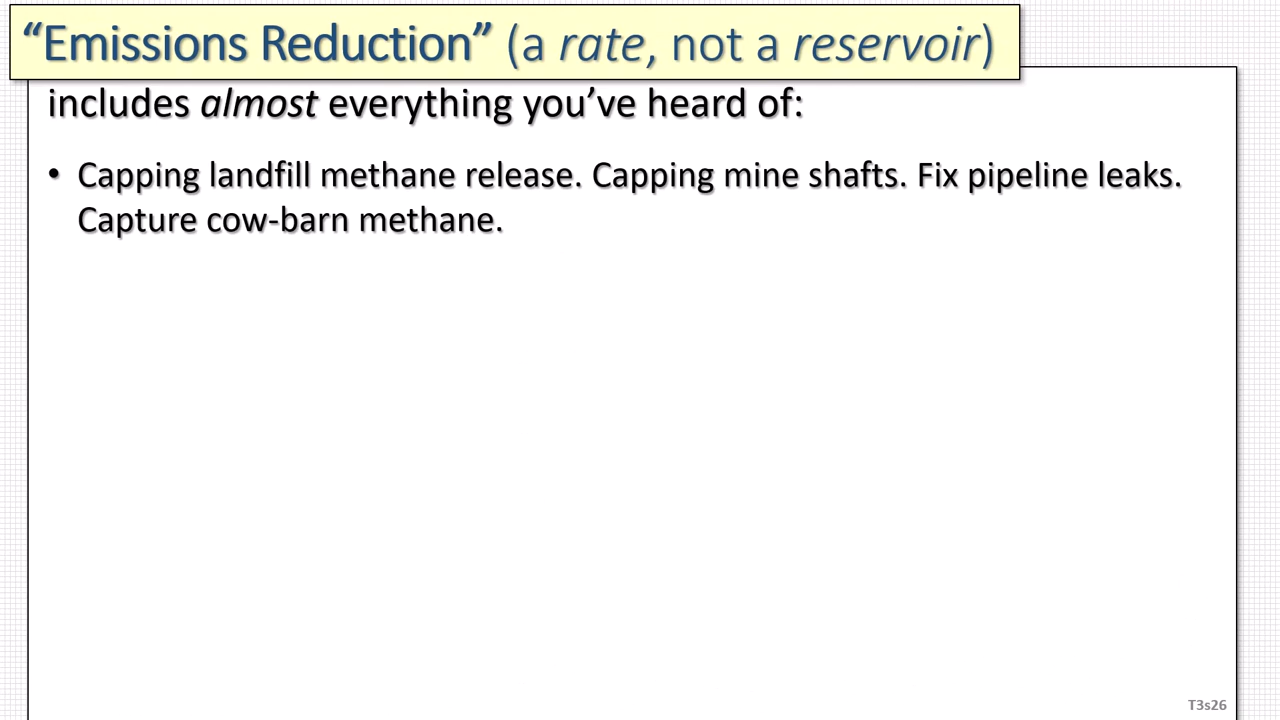 “Emissions Reduction” (a rate, not a reservoir)
includes almost everything you’ve heard of:
• Capping landfill methane release. Capping mine shafts. Fix pipeline leaks.
Capture cow-barn methane.
T3s26